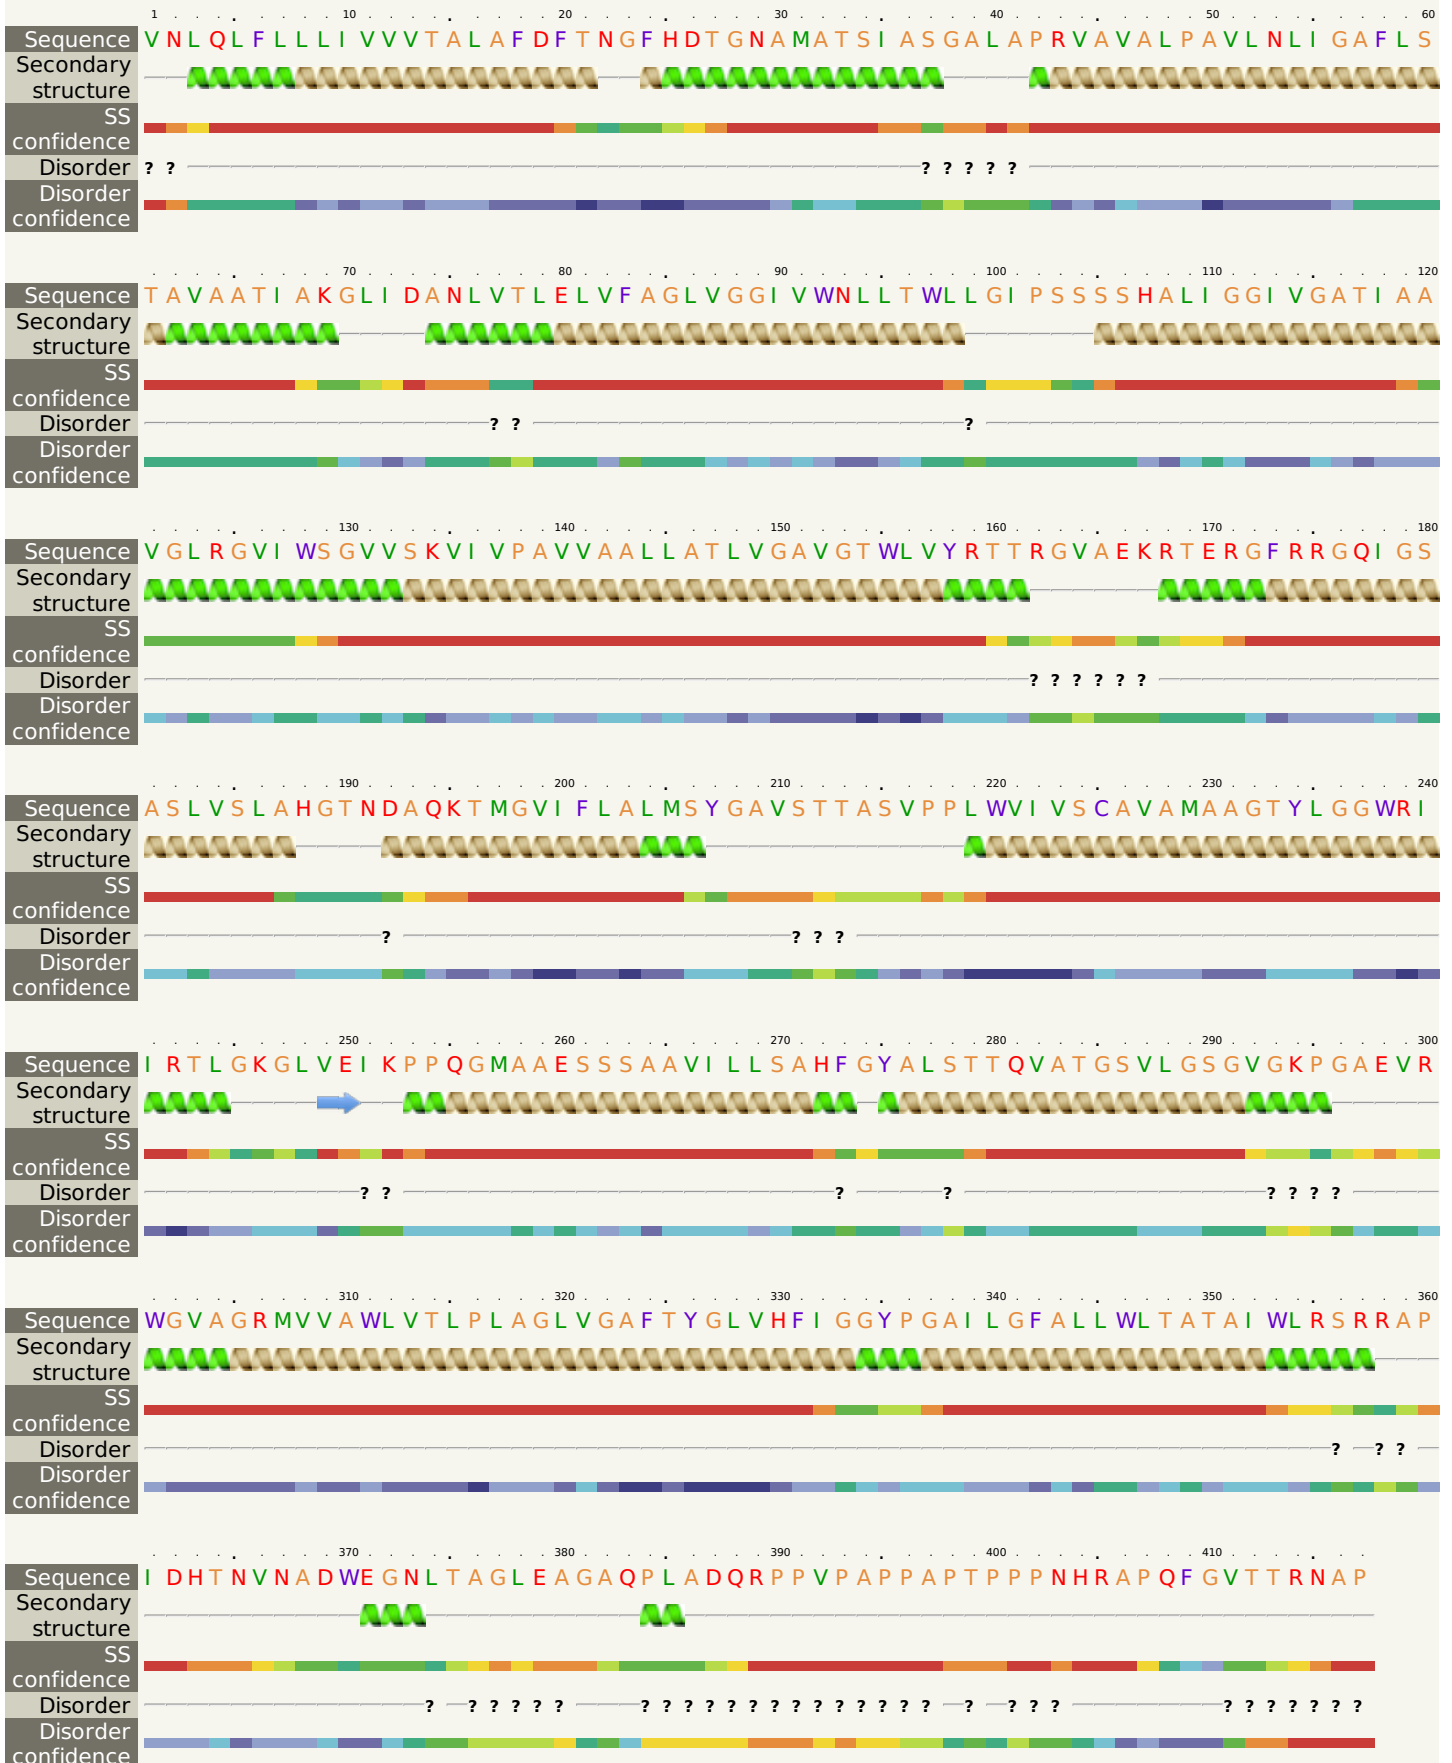 1 10 20 30 40 50 60
Sequence V N L Q L F L L L I V V V T A L A F D F T N G F H D T G N A M A T S I A S G A L A P R V A V A L P A V L N L I G A F L S
Secondary
structure
SS
confidence
Disorder ? ? ? ? ? ? ?
Disorder
confidence
70 80 90 100 110 120
Sequence T A V A A T I A K G L I D A N L V T L E L V F A G L V G G I V W N L L T W L L G I P S S S S H A L I G G I V G A T I A A
Secondary
structure
SS
confidence
Disorder ? ? ?
Disorder
confidence
130 140 150 160 170 180
Sequence V G L R G V I W S G V V S K V I V P A V V A A L L A T L V G A V G T W L V Y R T T R G V A E K R T E R G F R R G Q I G S
Secondary
structure
SS
confidence
Disorder ? ? ? ? ? ?
Disorder
confidence
190 200 210 220 230 240
Sequence A S L V S L A H G T N D A Q K T M G V I F L A L M S Y G A V S T T A S V P P L W V I V S C A V A M A A G T Y L G G W R I
Secondary
structure
SS
confidence
Disorder ? ? ? ?
Disorder
confidence
250 260 270 280 290 300
Sequence I R T L G K G L V E I K P P Q G M A A E S S S A A V I L L S A H F G Y A L S T T Q V A T G S V L G S G V G K P G A E V R
Secondary
structure
SS
confidence
Disorder ? ? ? ? ? ? ? ?
Disorder
confidence
310 320 330 340 350 360
Sequence W G V A G R M V V A W L V T L P L A G L V G A F T Y G L V H F I G G Y P G A I L G F A L L W L T A T A I W L R S R R A P
Secondary
structure
SS
confidence
Disorder ? ? ?
Disorder
confidence
370 380 390 400 410
Sequence I D H T N V N A D W E G N L T A G L E A G A Q P L A D Q R P P V P A P P A P T P P P N H R A P Q F G V T T R N A P
Secondary
structure
SS
confidence
Disorder ? ? ? ? ? ? ? ? ? ? ? ? ? ? ? ? ? ? ? ? ? ? ? ? ? ? ? ? ? ? ?
Disorder
confidence